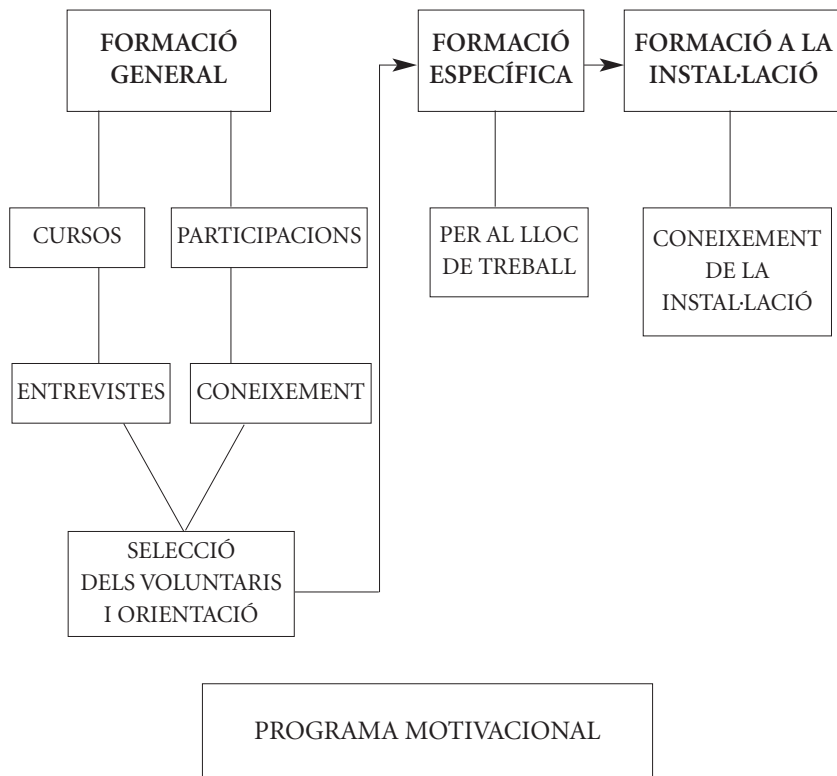 FORMACIÓ
GENERAL
FORMACIÓ
ESPECÍFICA
FORMACIÓ A LA
INSTAL·LACIÓ
CURSOS
PARTICIPACIONS
PER AL LLOC
DE TREBALL
CONEIXEMENT
DE LA
INSTAL·LACIÓ
ENTREVISTES
CONEIXEMENT
SELECCIÓ
DELS VOLUNTARIS
I ORIENTACIÓ
PROGRAMA MOTIVACIONAL